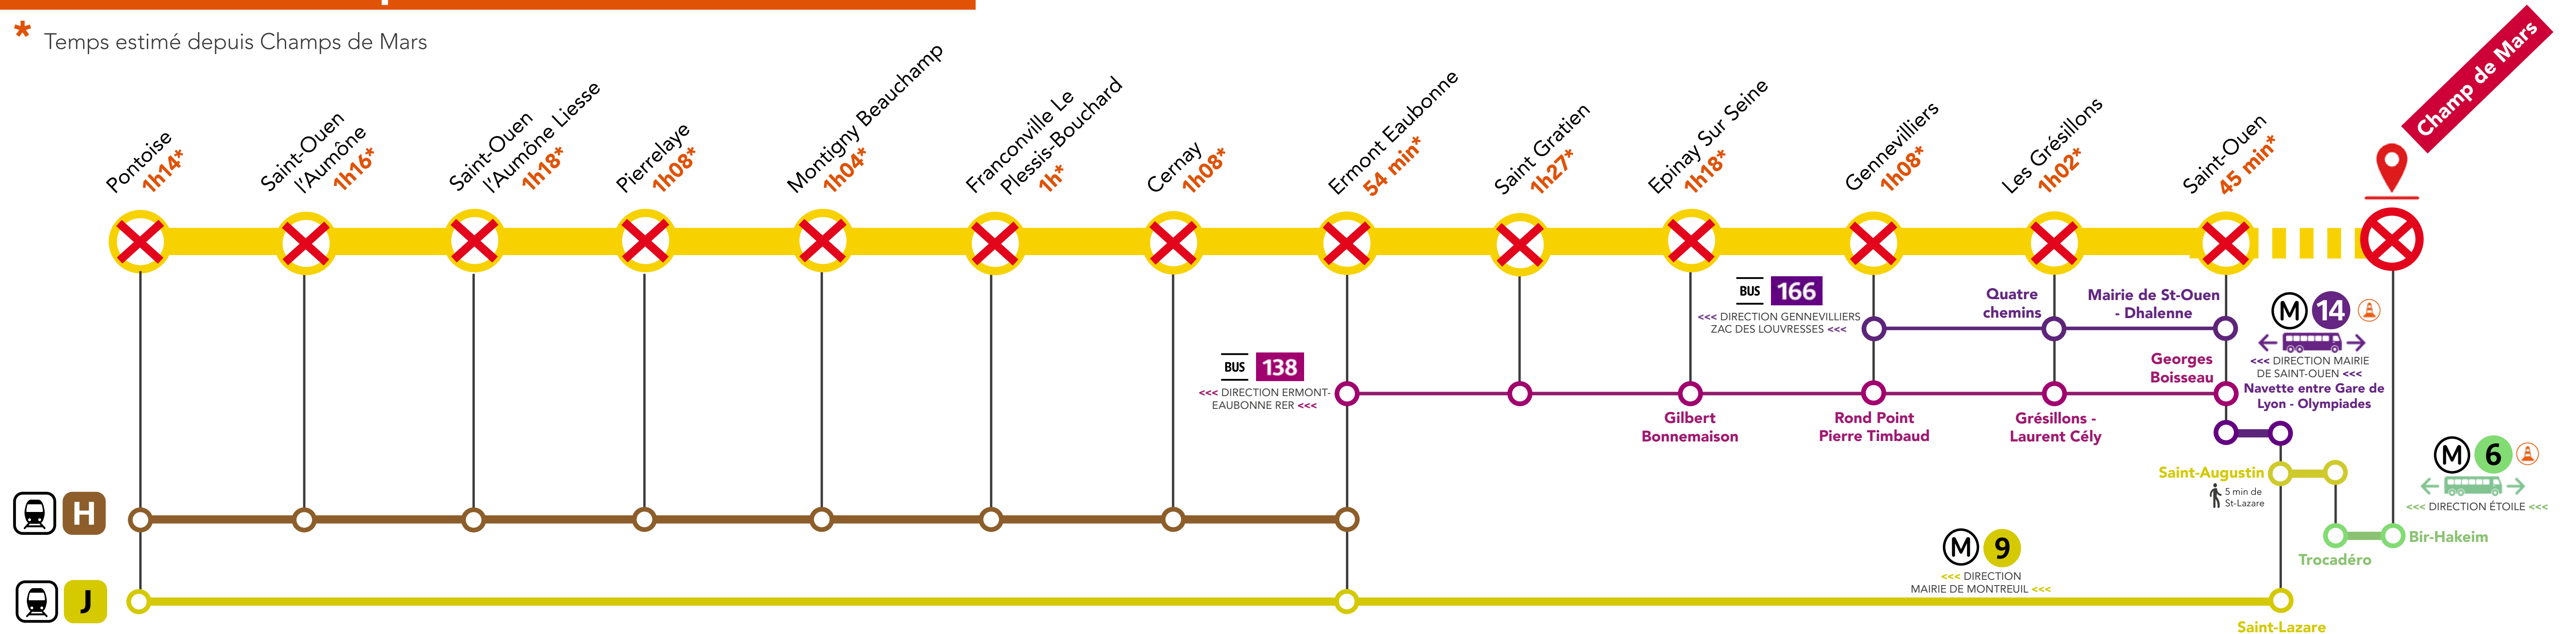 * Temps estimé depuis Champs de Mars
Pontoise
1h14*
Saint-Ouen
l'Aumône
1h16*
Saint-Ouen
l'Aumône Liesse
1h18*
Pierrelaye
1h08*
Montigny Beauchamp
1h04*
Franconville Le
Plessis-Bouchard
1h*
Cernay
1h08*
Ermont Eaubonne
54 min*
Saint Gratien
1h27*
Epinay Sur Seine
1h18*
Gennevilliers
1h08*
Les Grésillons
1h02*
Saint-Ouen
45 min*
Champ de Mars
BUS 166
<<< DIRECTION GENNEVILLIERS
ZAC DES LOUVRESSES <<<
Quatre
chemins
Mairie de St-Ouen
- Dhalenne
M 14
<<< DIRECTION MAIRIE
DE SAINT-OUEN <<<
Navette entre Gare de
Lyon - Olympiades
BUS 138
<<< DIRECTION ERMONT-
EAUBONNE RER <<<
Georges
Boisseau
Gilbert
Bonnemaison
Rond Point
Pierre Timbaud
Grésillons -
Laurent Cély
M 6
<<< DIRECTION ÉTOILE <<<
Saint-Augustin
5 min de
St-Lazare
H
Bir-Hakeim
Trocadéro
M 9
<<< DIRECTION
MAIRIE DE MONTREUIL <<<
J
Saint-Lazare